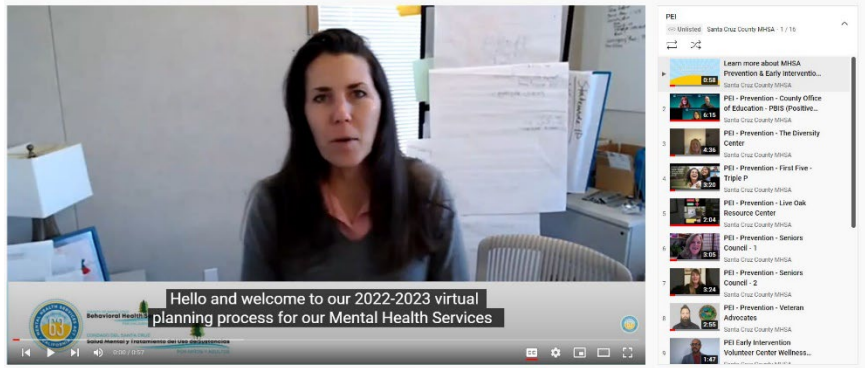 Hello and welcome to our 2022-2023 virtual
planning process for our Mental Health Services
Behavioral Health
63
Salud Mental y Tratamiento del Uso de Sustancias
0:00 / 0:57
CC
PEI
Unlisted Santa Cruz County MHSA - 1 / 16
0:58
Learn more about MHSA
Prevention & Early Interventio...
Santa Cruz County MHSA
2
6:15
PEI - Prevention - County Office
of Education - PBIS (Positive...
Santa Cruz County MHSA
3
4:36
PEI - Prevention - The Diversity
Center
Santa Cruz County MHSA
4
3:20
PEI - Prevention - First Five -
Triple P
Santa Cruz County MHSA
5
2:04
PEI - Prevention - Live Oak
Resource Center
Santa Cruz County MHSA
6
3:05
PEI - Prevention - Seniors
Council - 1
Santa Cruz County MHSA
7
3:24
PEI - Prevention - Seniors
Council - 2
Santa Cruz County MHSA
8
2:55
PEI - Prevention - Veteran
Advocates
Santa Cruz County MHSA
9
1:47
PEI Early Intervention
Volunteer Center Wellness...
Santa Cruz County MHSA